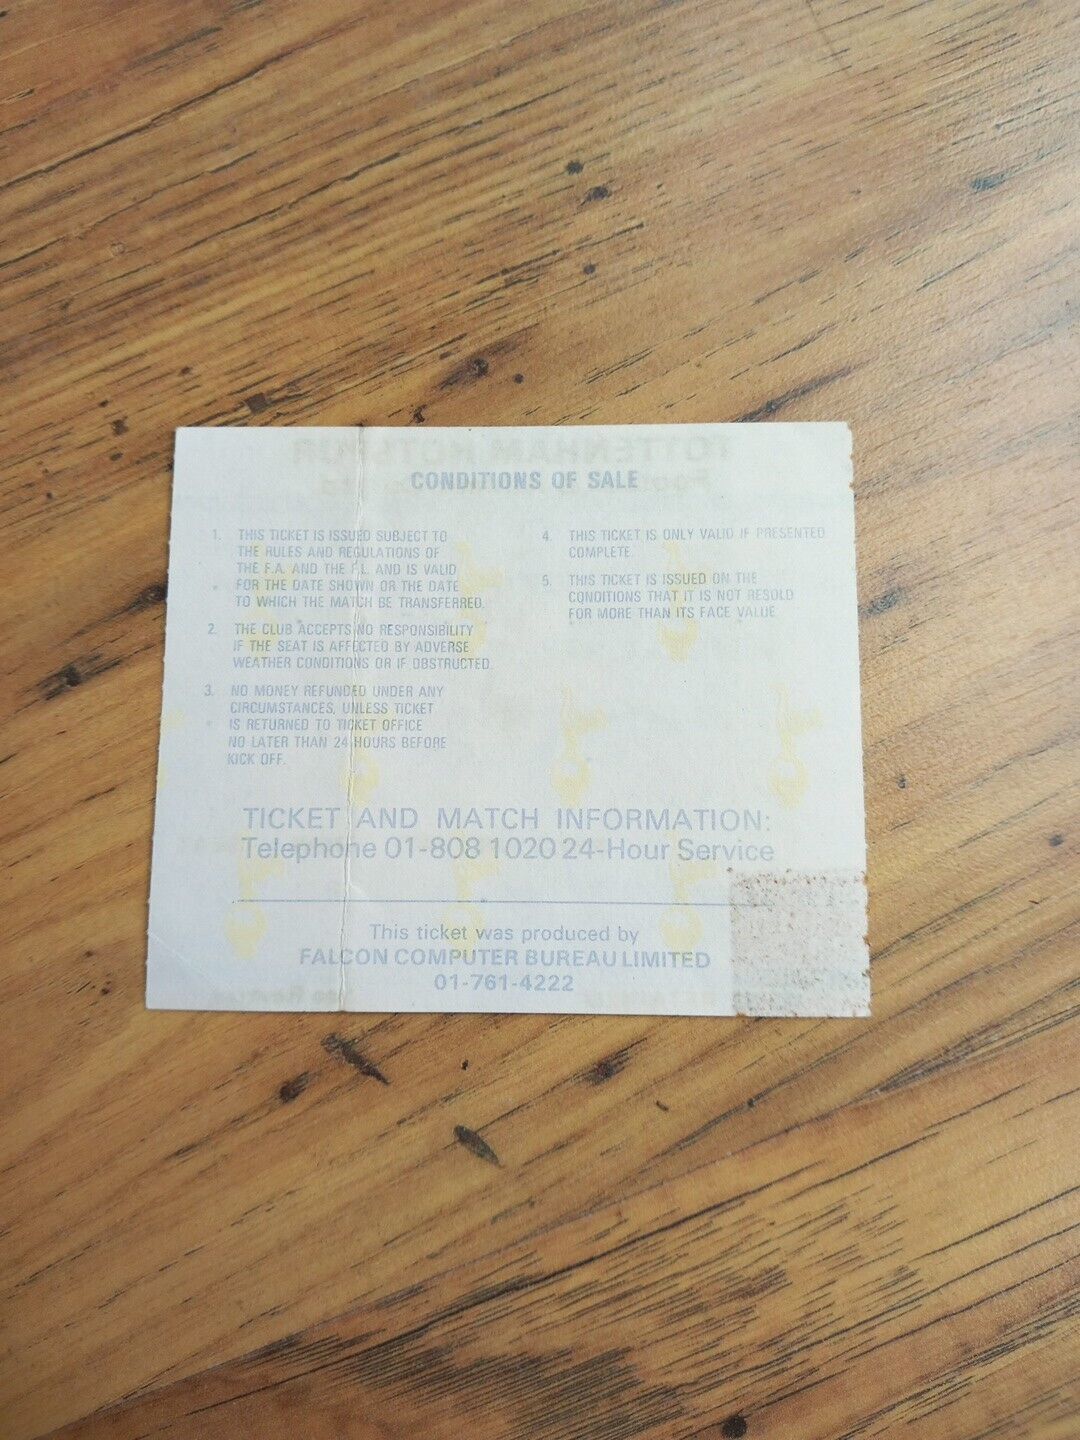 TOTTENHAM HOTSPUR
CONDITIONS OF SALE
1. THIS TICKET IS ISSUED SUBJECT TO
THE RULES AND REGULATIONS OF
THE F.A. AND THE F.L. AND IS VALID
FOR THE DATE SHOWN OR THE DATE
TO WHICH THE MATCH BE TRANSFERRED.
2. THE CLUB ACCEPTS NO RESPONSIBILITY
IF THE SEAT IS AFFECTED BY ADVERSE
WEATHER CONDITIONS OR IF OBSTRUCTED.
3. NO MONEY REFUNDED UNDER ANY
CIRCUMSTANCES, UNLESS TICKET
IS RETURNED TO TICKET OFFICE
NO LATER THAN 24 HOURS BEFORE
KICK OFF.
4. THIS TICKET IS ONLY VALID IF PRESENTED
COMPLETE.
5. THIS TICKET IS ISSUED ON THE
CONDITIONS THAT IT IS NOT RESOLD
FOR MORE THAN ITS FACE VALUE.
TICKET AND MATCH INFORMATION:
Telephone 01-808 1020 24-Hour Service
This ticket was produced by
FALCON COMPUTER BUREAU LIMITED
01-761-4222